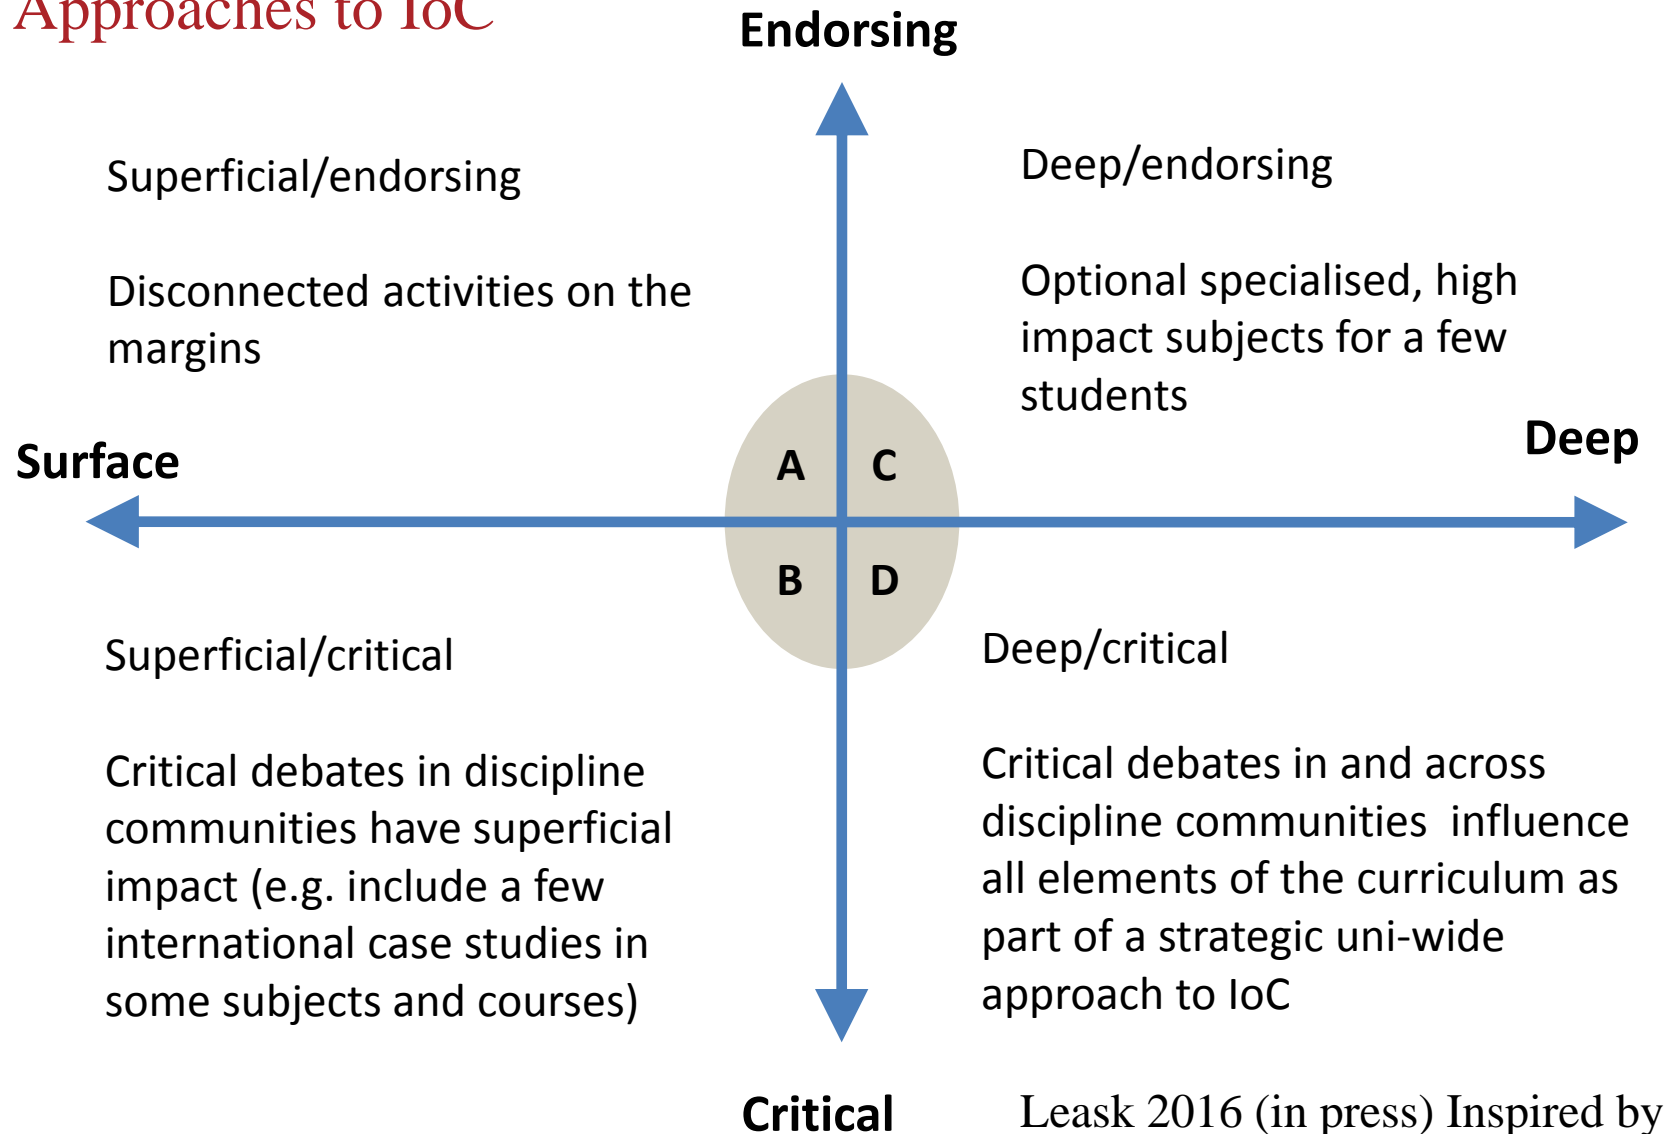 Approaches to IoC
Endorsing
Superficial/endorsing
Disconnected activities on the
margins
Deep/endorsing
Optional specialised, high
impact subjects for a few
students
Surface
Deep
A
C
B
D
Superficial/critical
Critical debates in discipline
communities have superficial
impact (e.g. include a few
international case studies in
some subjects and courses)
Deep/critical
Critical debates in and across
discipline communities  influence
all elements of the curriculum as
part of a strategic uni-wide
approach to IoC
Critical
Leask 2016 (in press) Inspired by